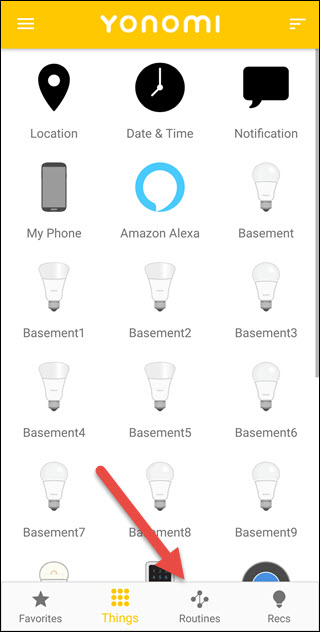 YONOMI
Location Date & Time Notification
My Phone Amazon Alexa Basement
Basement1 Basement2 Basement3
Basement4 Basement5 Basement6
Basement7 Basement8 Basement9
Favorites Things Routines Recs